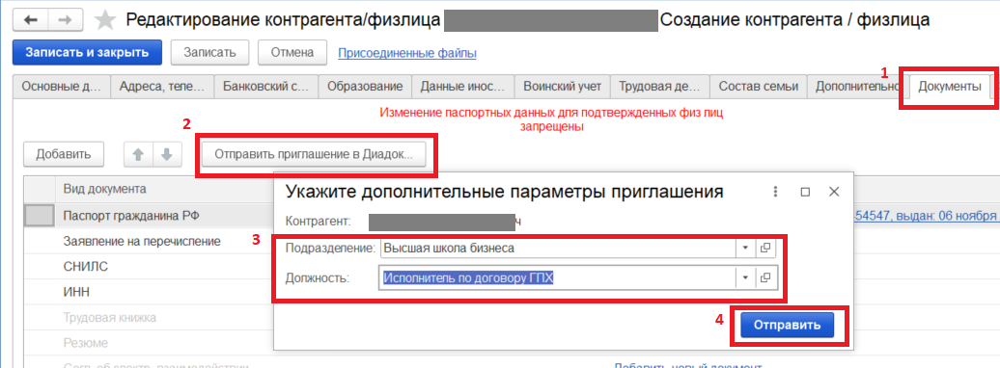 Редактирование контрагента/физлица Создание контрагента / физлица
Записать и закрыть Записать Отмена Присоединенные файлы
1
Основные д... Адреса, теле... Банковский с... Образование Данные инос... Воинский учет Трудовая де... Состав семьи Дополнительно Документы
Изменение паспортных данных для подтвержденных физ лиц
запрещены
2
Добавить Отправить приглашение в Диадок...
Вид документа
Укажите дополнительные параметры приглашения
Паспорт гражданина РФ
Контрагент: ч
54547, выдан: 06 ноября
Заявление на перечисление
3
Подразделение: Высшая школа бизнеса
СНИЛС
Должность: Исполнитель по договору ГПХ
ИНН
4
Трудовая книжка
Отправить
Резюме
Согл. об электр. взаимодействии
Добавить новый документ